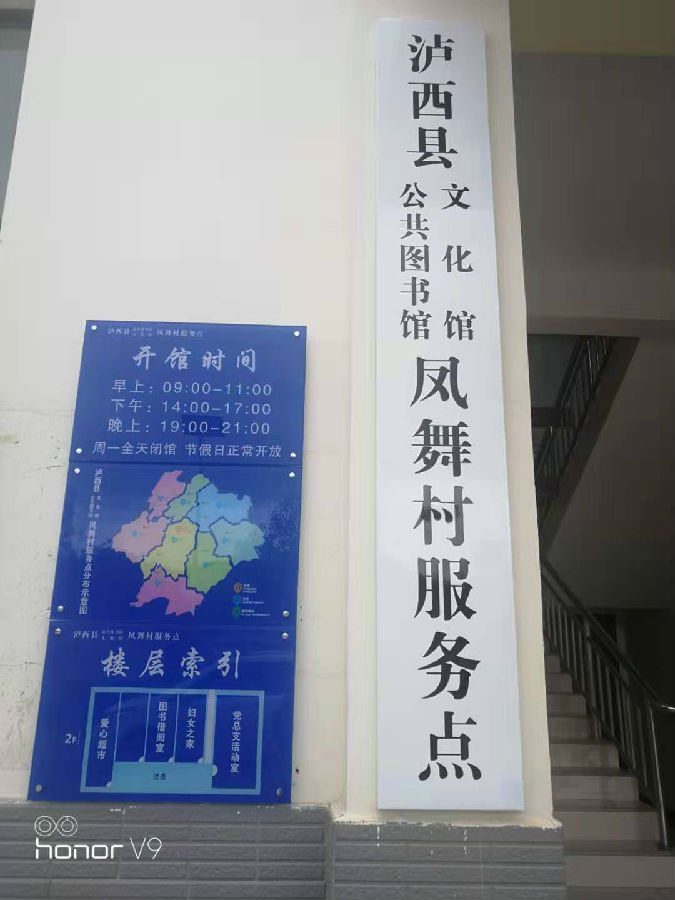 泸西县
文化馆
公共图书馆
凤舞村服务点
泸西县 凤舞村服务点
开馆时间
早上：09:00-11:00
下午：14:00-17:00
晚上：19:00-21:00
周一全天闭馆 节假日正常开放
泸西县 凤舞村服务点分布示意图
泸西县 凤舞村服务点
楼层索引
2F
爱心超市
图书借阅室
妇女之家
党总支活动室
honor V9